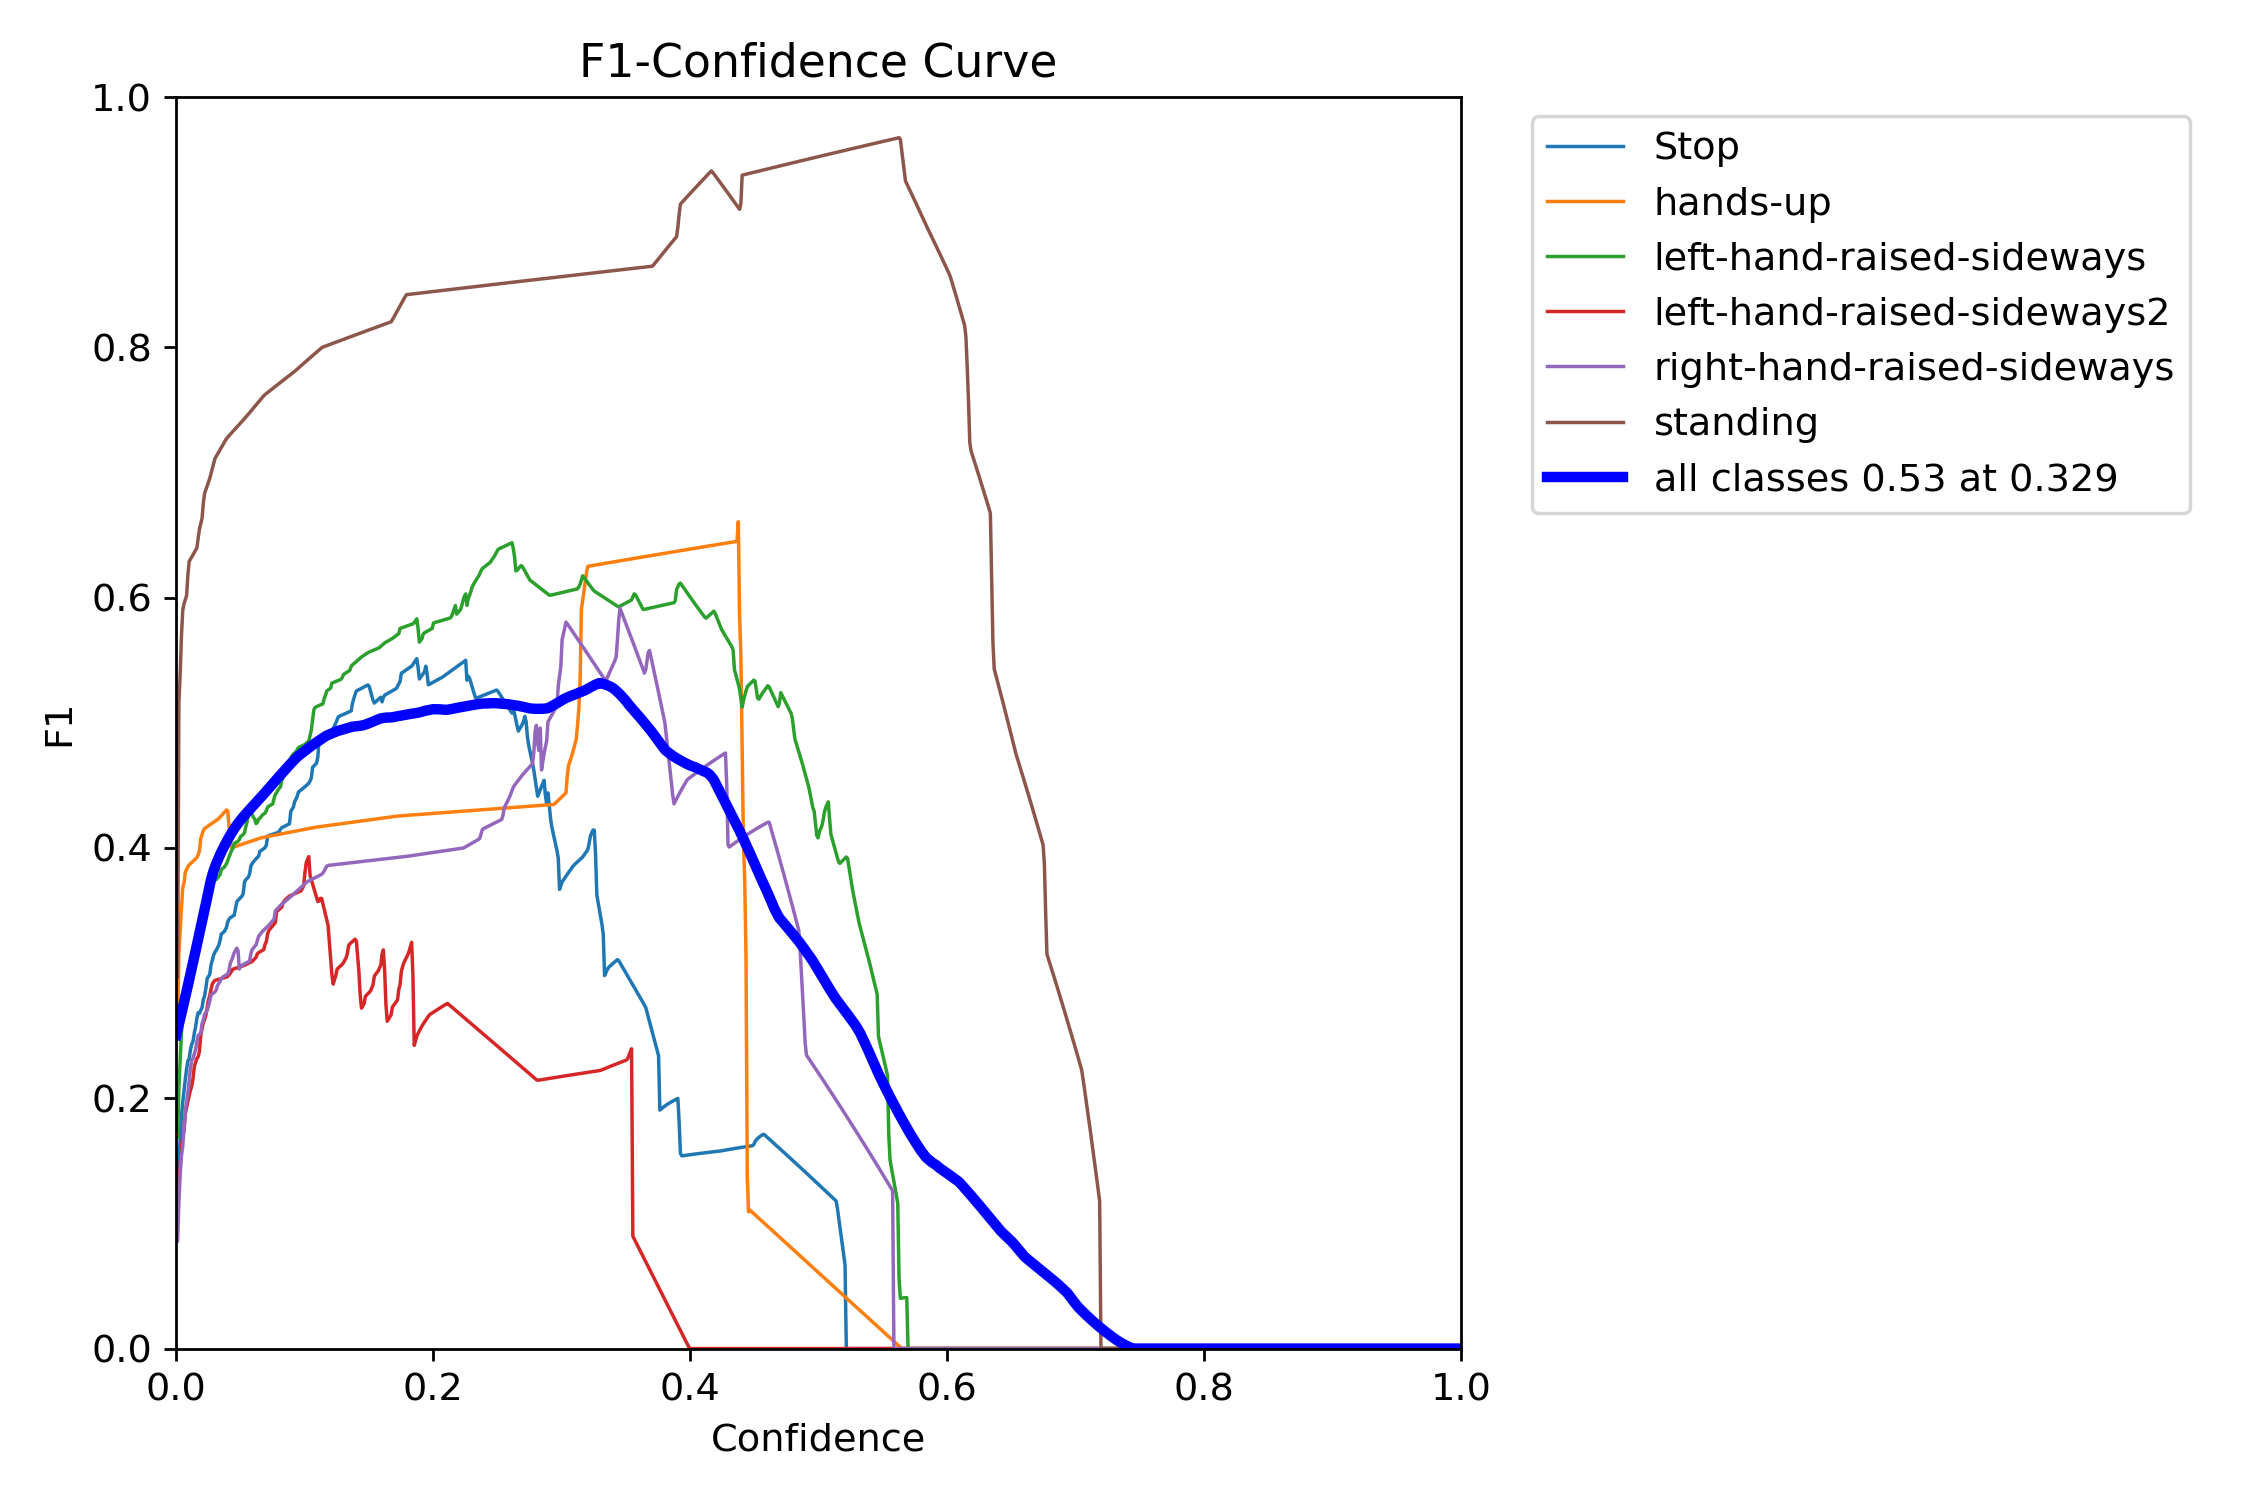 F1-Confidence Curve
1.0
0.8
0.6
0.4
0.2
0.0
F1
0.0 0.2 0.4 0.6 0.8 1.0
Confidence
Stop
hands-up
left-hand-raised-sideways
left-hand-raised-sideways2
right-hand-raised-sideways
standing
all classes 0.53 at 0.329